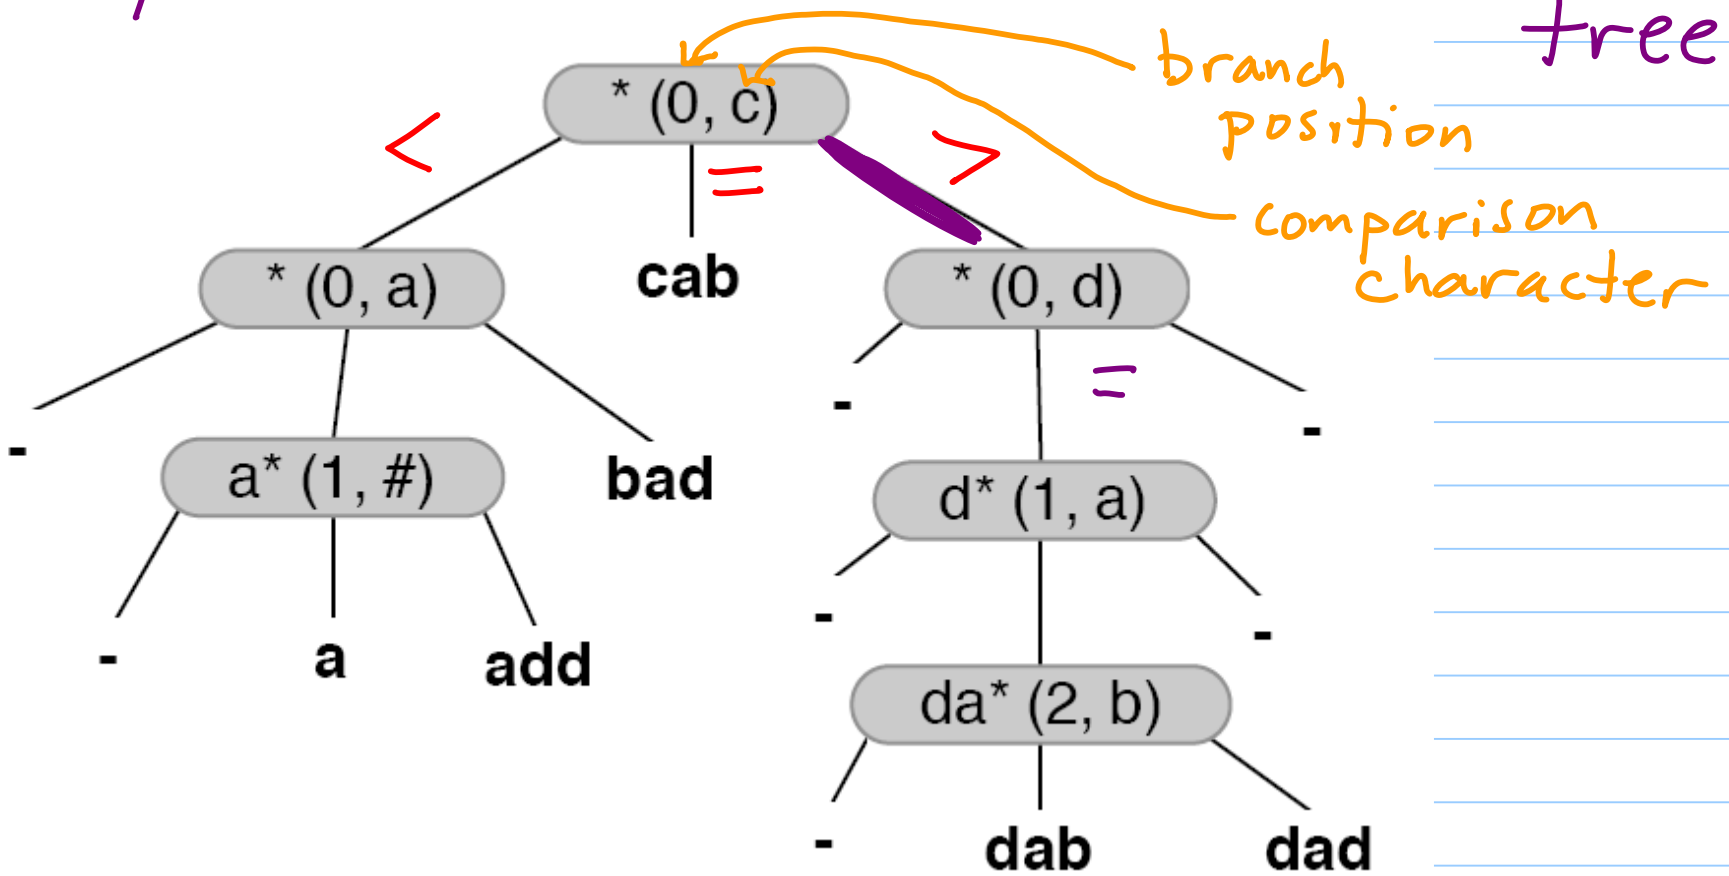 tree
branch
position
* (0, c)
<
=
>
comparison
character
* (0, a)
cab
* (0, d)
=
-
-
-
a* (1, #)
bad
d* (1, a)
-
-
-
a
add
da* (2, b)
-
dab
dad